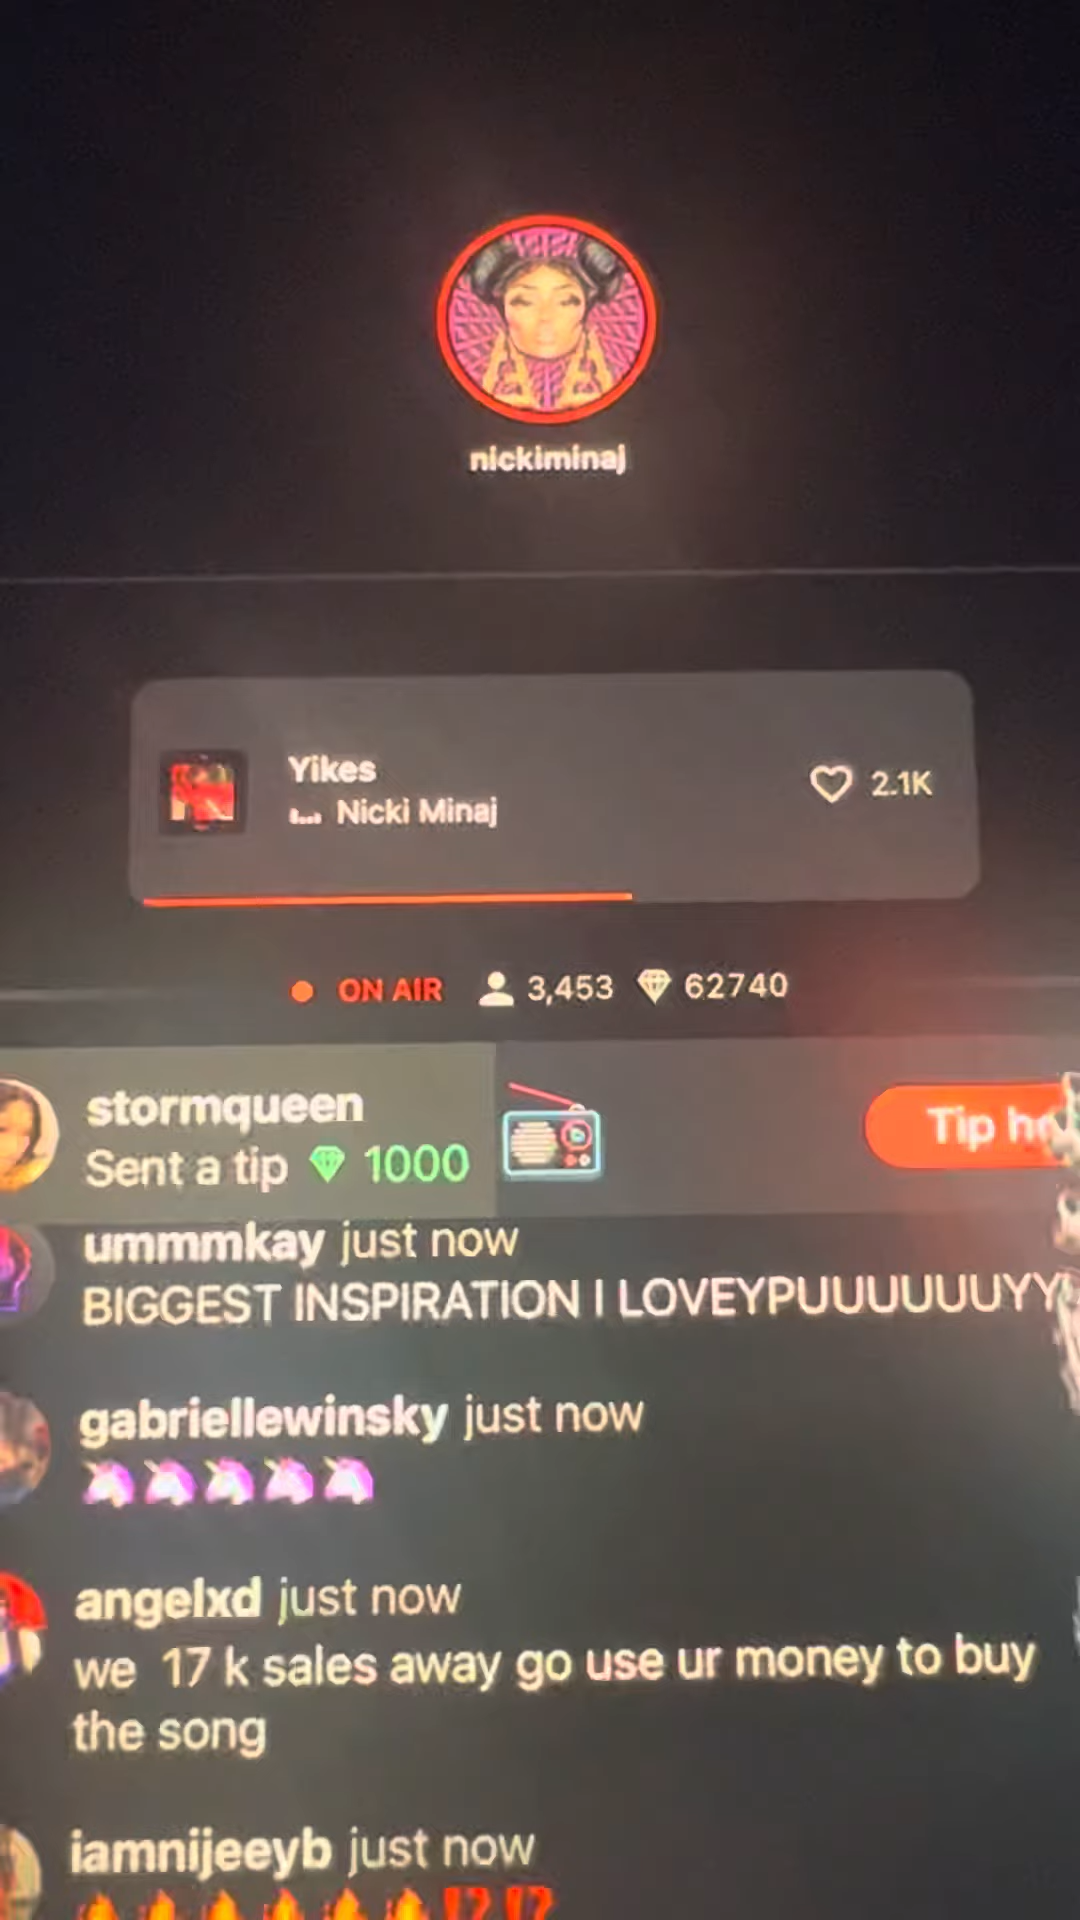 nickiminaj
Yikes
Nicki Minaj
2.1K
ON AIR 3,453 62740
stormqueen
Sent a tip 1000
Tip
ummmkay just now
BIGGEST INSPIRATION I LOVEYPUUUUUUYY
gabriellewinsky just now
🦄🦄🦄🦄🦄
angelxd just now
we 17 k sales away go use ur money to buy
the song
iamnijeeyb just now
🔥🔥🔥🔥🔥🔥⁉️⁉️